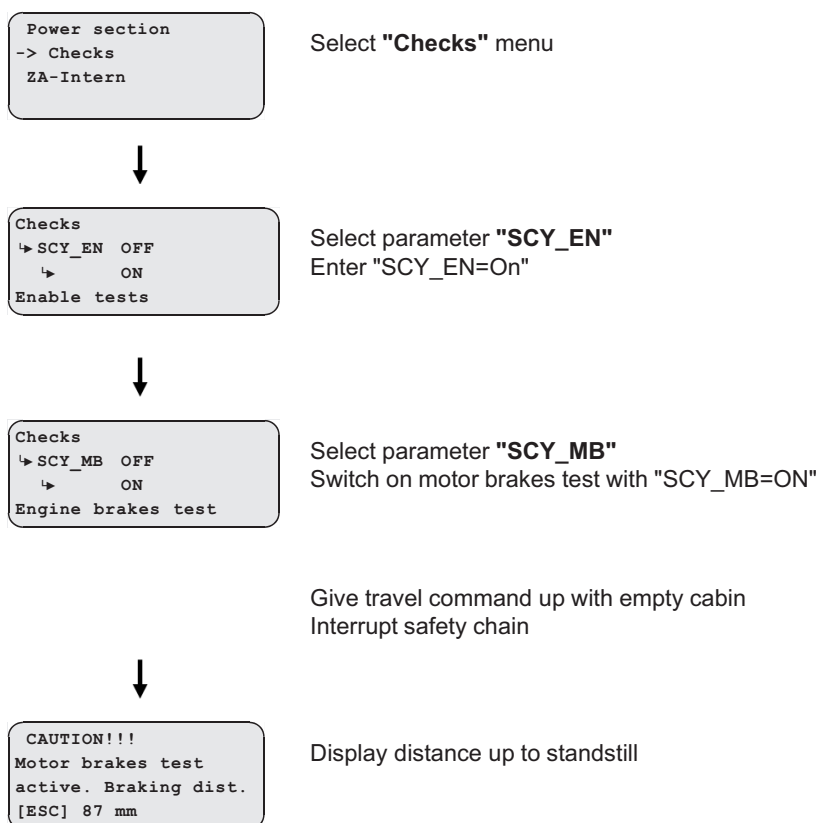 Power section
-> Checks
ZA-Intern
Select "Checks" menu
Checks
↳ SCY_EN OFF
↳ ON
Enable tests
Select parameter "SCY_EN"
Enter "SCY_EN=On"
Checks
↳ SCY_MB OFF
↳ ON
Engine brakes test
Select parameter "SCY_MB"
Switch on motor brakes test with "SCY_MB=ON"
Give travel command up with empty cabin
Interrupt safety chain
CAUTION!!!
Motor brakes test
active. Braking dist.
[ESC] 87 mm
Display distance up to standstill